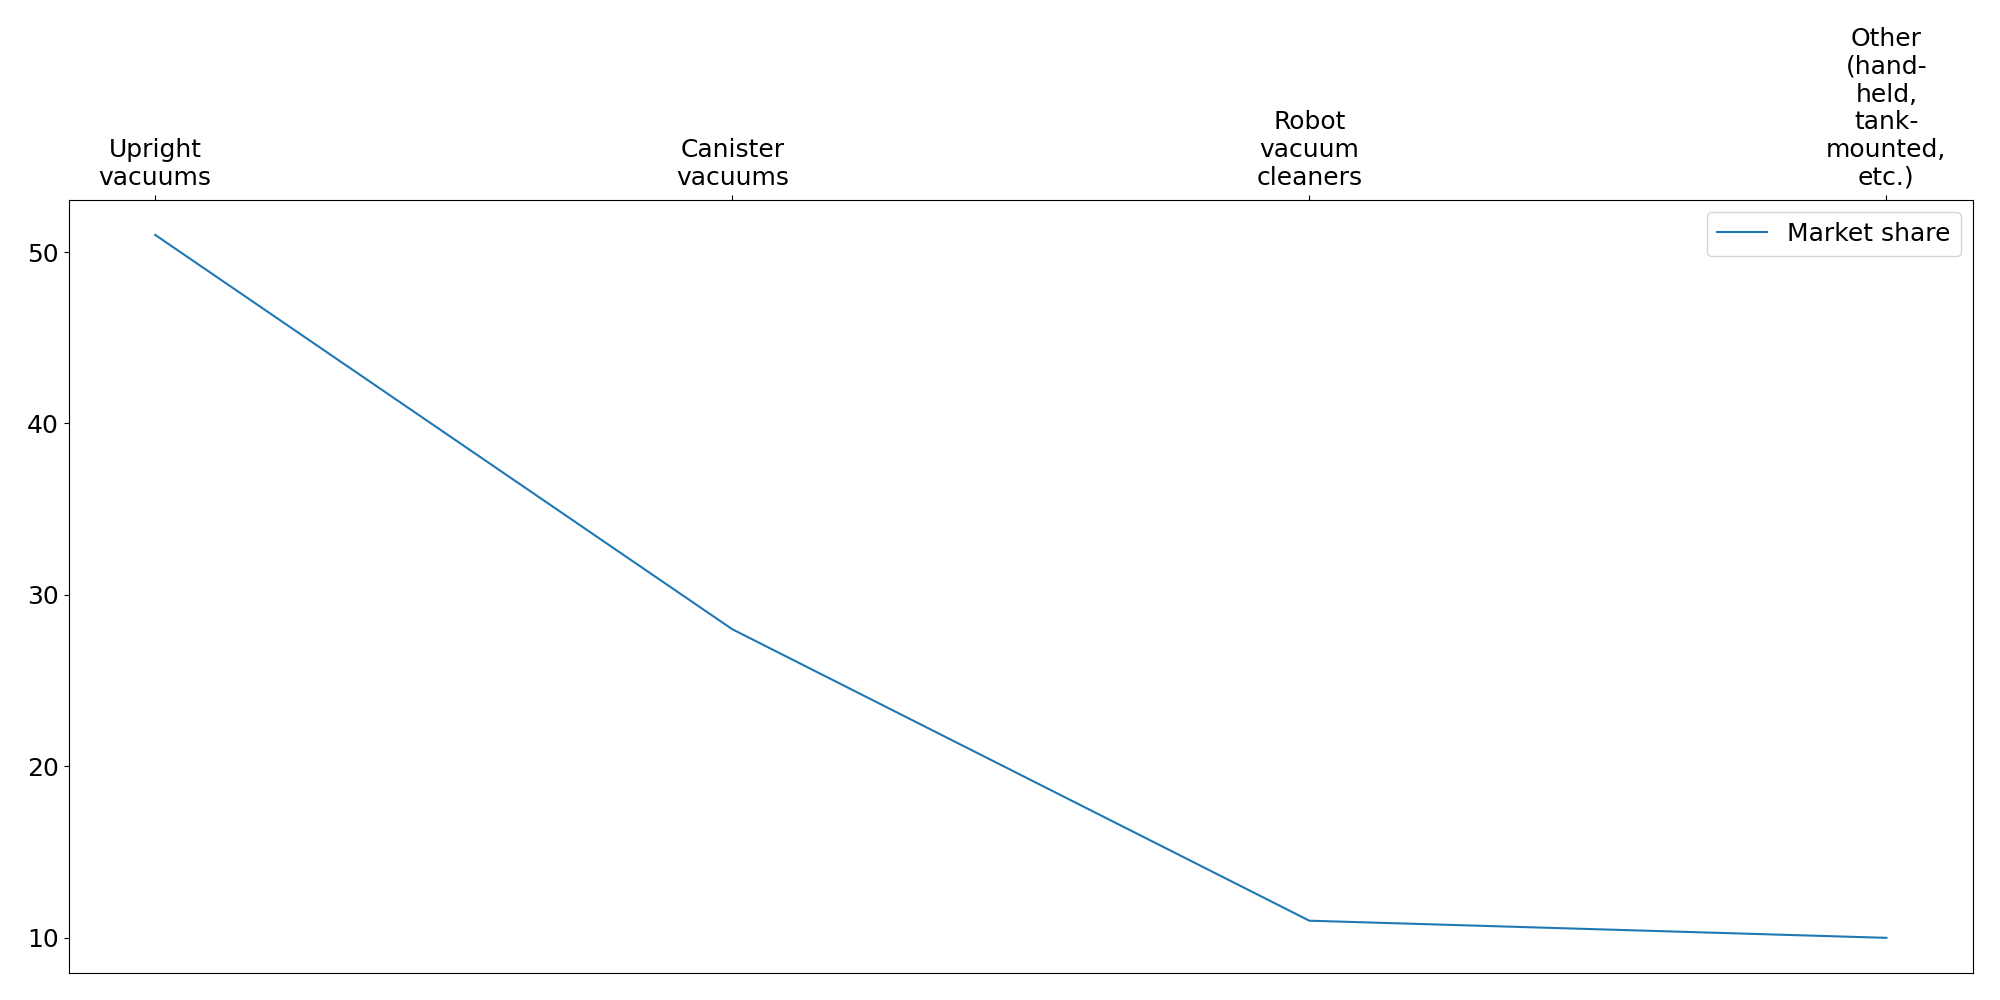 Upright
vacuums
Canister
vacuums
Robot
vacuum
cleaners
Other
(hand-
held,
tank-
mounted,
etc.)
Market share
50
40
30
20
10